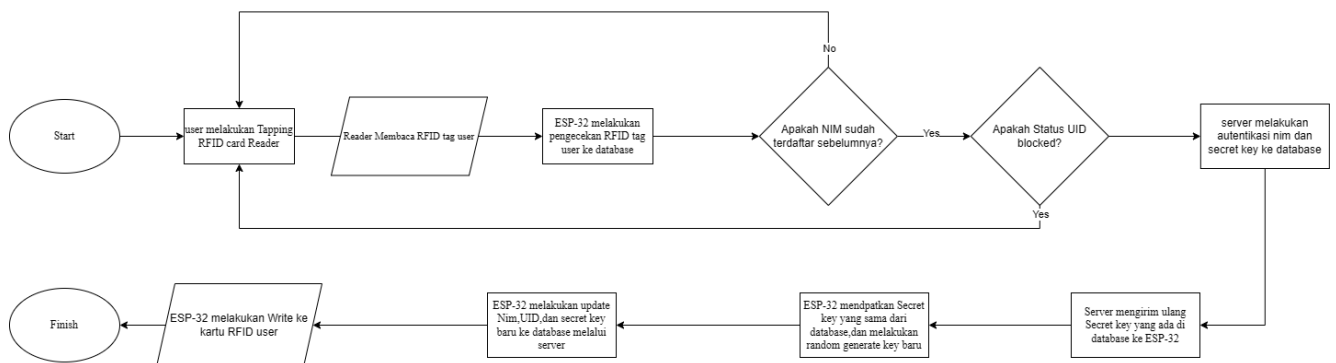 No
Start
user melakukan Tapping
RFID card Reader
Reader Membaca RFID tag user
ESP-32 melakukan
pengecekan RFID tag
user ke database
Apakah NIM sudah
terdaftar sebelumnya?
Yes
Apakah Status UID
blocked?
server melakukan
autentikasi nim dan
secret key ke database
Yes
Finish
ESP-32 melakukan Write ke
kartu RFID user
ESP-32 melakukan update
Nim,UID,dan secret key
baru ke database melalui
server
ESP-32 mendpatkan Secret
key yang sama dari
database,dan melakukan
random generate key baru
Server mengirim ulang
Secret key yang ada di
database ke ESP-32